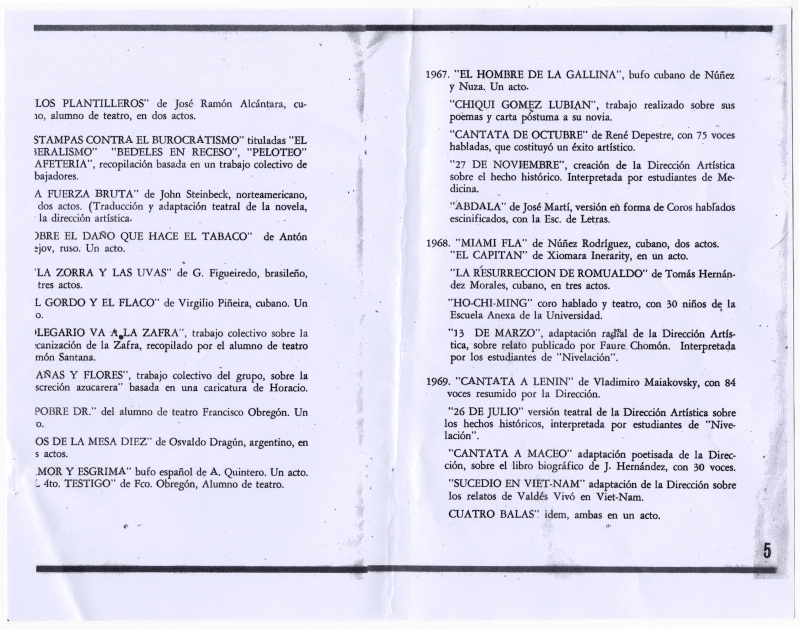 LOS PLANTILLEROS" de José Ramón Alcántara, cu-
no, alumno de teatro, en dos actos.
STAMPAS CONTRA EL BUROCRATISMO" tituladas "EL
IBERALISMO" "BEDELES EN RECESO", "PELOTEO"
AFETERIA", recopilación basada en un trabajo colectivo de
bajadores.
A FUERZA BRUTA" de John Steinbeck, norteamericano,
dos actos. (Traducción y adaptación teatral de la novela,
la dirección artística.
OBRE EL DAÑO QUE HACE EL TABACO" de Antón
ejov, ruso. Un acto.
"LA ZORRA Y LAS UVAS" de G. Figueiredo, brasileño,
tres actos.
L GORDO Y EL FLACO" de Virgilio Piñeira, cubano. Un
o.
OLEGARIO VA A LA ZAFRA", trabajo colectivo sobre la
canización de la Zafra, recopilado por el alumno de teatro
món Santana.
AÑAS Y FLORES", trabajo colectivo del grupo, sobre la
screción azucarera" basada en una caricatura de Horacio.
POBRE DR." del alumno de teatro Francisco Obregón. Un
o.
OS DE LA MESA DIEZ" de Osvaldo Dragún, argentino, en
s actos.
MOR Y ESGRIMA" bufo español de A. Quintero. Un acto.
L 4to. TESTIGO" de Fco. Obregón, Alumno de teatro.
1967. "EL HOMBRE DE LA GALLINA", bufo cubano de Núñez
y Nuza. Un acto.
"CHIQUI GOMEZ LUBIAN", trabajo realizado sobre sus
poemas y carta póstuma a su novia.
"CANTATA DE OCTUBRE" de René Depestre, con 75 voces
habladas, que costituyó un éxito artístico.
"27 DE NOVIEMBRE", creación de la Dirección Artística
sobre el hecho histórico. Interpretada por estudiantes de Me-
dicina.
"ABDALA" de José Martí, versión en forma de Coros hablados
escinificados, con la Esc. de Letras.
1968. "MIAMI FLA" de Núñez Rodríguez, cubano, dos actos.
"EL CAPITAN" de Xiomara Inerarity, en un acto.
"LA RESURRECCION DE ROMUALDO" de Tomás Hernán-
dez Morales, cubano, en tres actos.
"HO-CHI-MING" coro hablado y teatro, con 30 niños de la
Escuela Anexa de la Universidad.
"13 DE MARZO", adaptación radial de la Dirección Artís-
tica, sobre relato publicado por Faure Chomón. Interpretada
por los estudiantes de "Nivelación".
1969. "CANTATA A LENIN" de Vladimiro Maiakovsky, con 84
voces resumido por la Dirección.
"26 DE JULIO" versión teatral de la Dirección Artística sobre
los hechos históricos, interpretada por estudiantes de "Nive-
lación".
"CANTATA A MACEO" adaptación poetisada de la Direc-
ción, sobre el libro biográfico de J. Hernández, con 30 voces.
"SUCEDIO EN VIET-NAM" adaptación de la Dirección sobre
los relatos de Valdés Vivó en Viet-Nam.
CUATRO BALAS" idem, ambas en un acto.
5